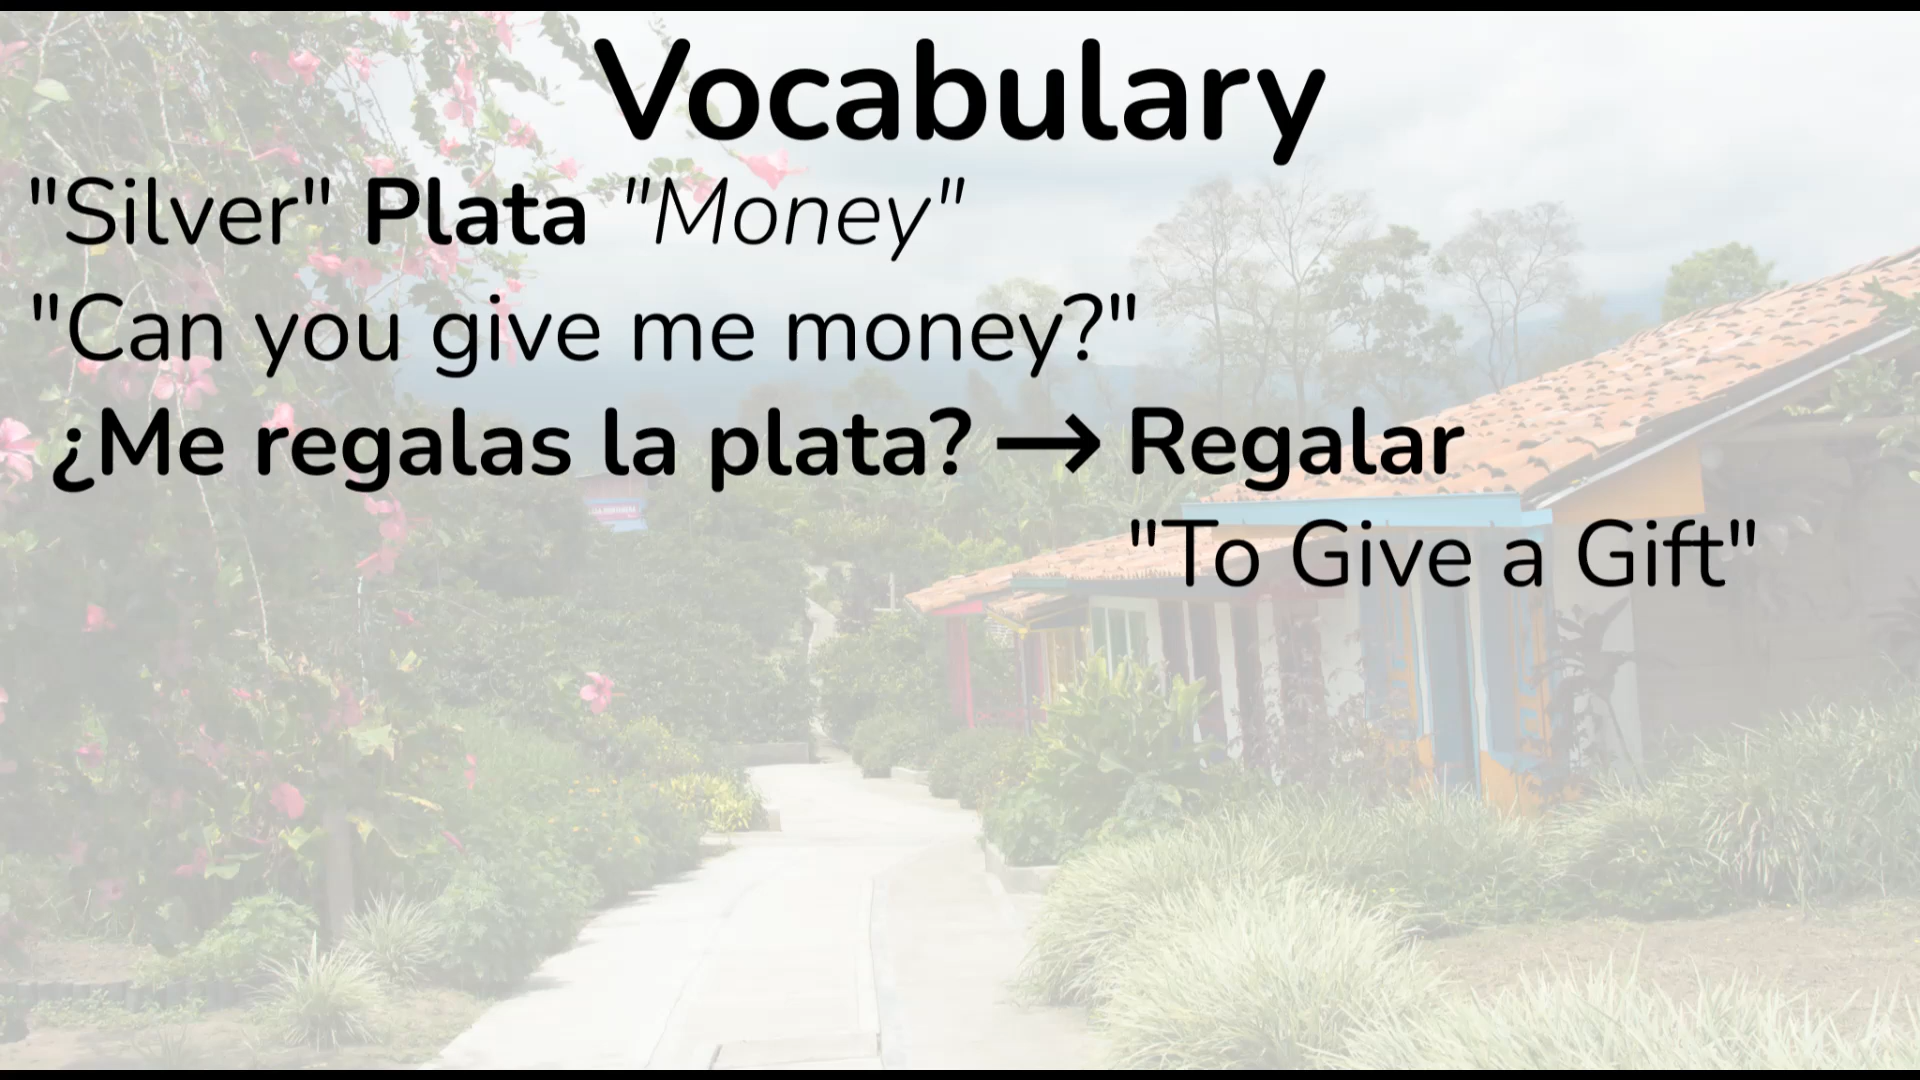 Vocabulary
"Silver" Plata "Money"
"Can you give me money?"
¿Me regalas la plata? → Regalar
"To Give a Gift"